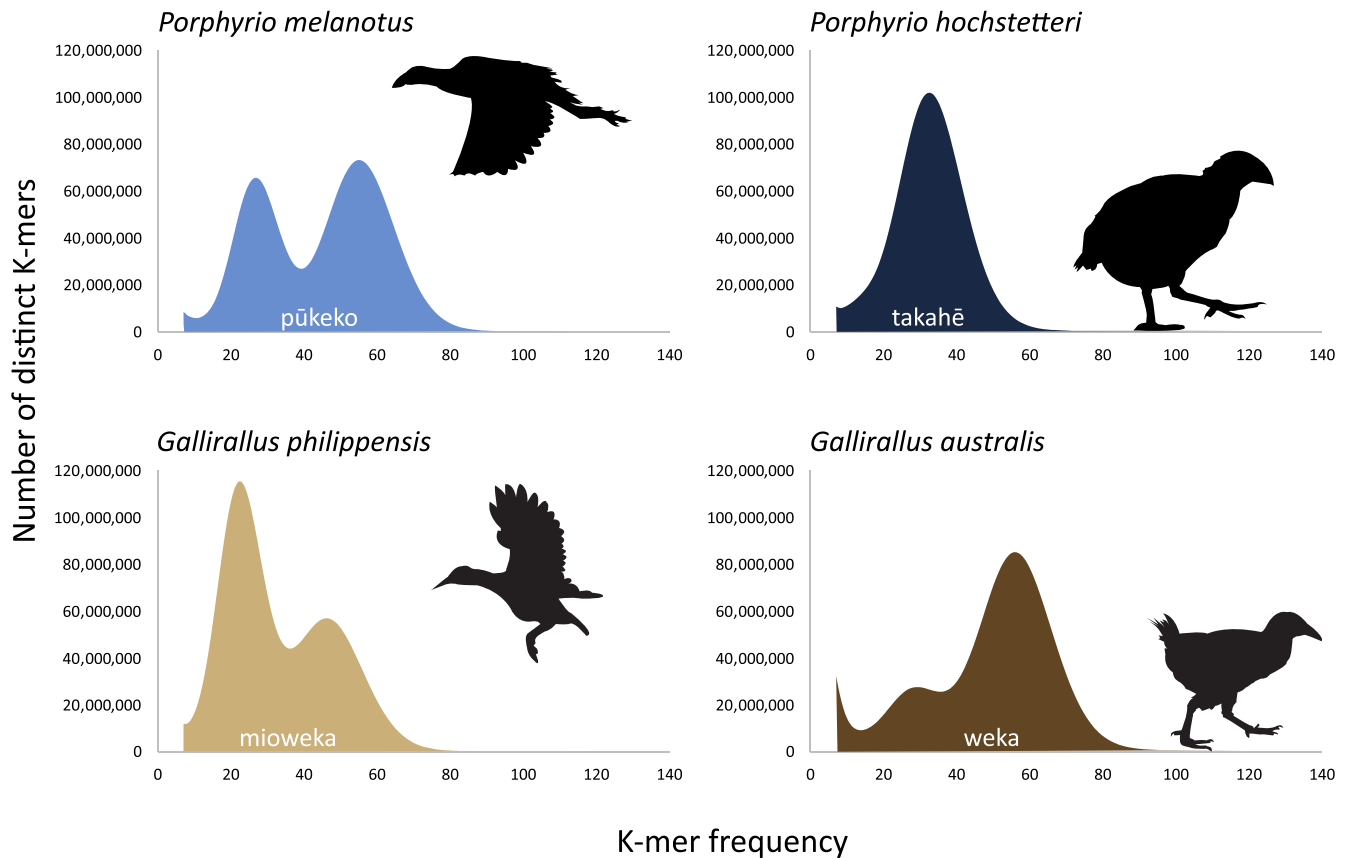 Porphyrio melanotus
120,000,000
100,000,000
80,000,000
60,000,000
40,000,000
20,000,000
0
pūkeko
0 20 40 60 80 100 120 140
Porphyrio hochstetteri
120,000,000
100,000,000
80,000,000
60,000,000
40,000,000
20,000,000
0
takahē
0 20 40 60 80 100 120 140
Number of distinct K-mers
Gallirallus philippensis
120,000,000
100,000,000
80,000,000
60,000,000
40,000,000
20,000,000
0
mioweka
0 20 40 60 80 100 120 140
Gallirallus australis
120,000,000
100,000,000
80,000,000
60,000,000
40,000,000
20,000,000
0
weka
0 20 40 60 80 100 120 140
K-mer frequency